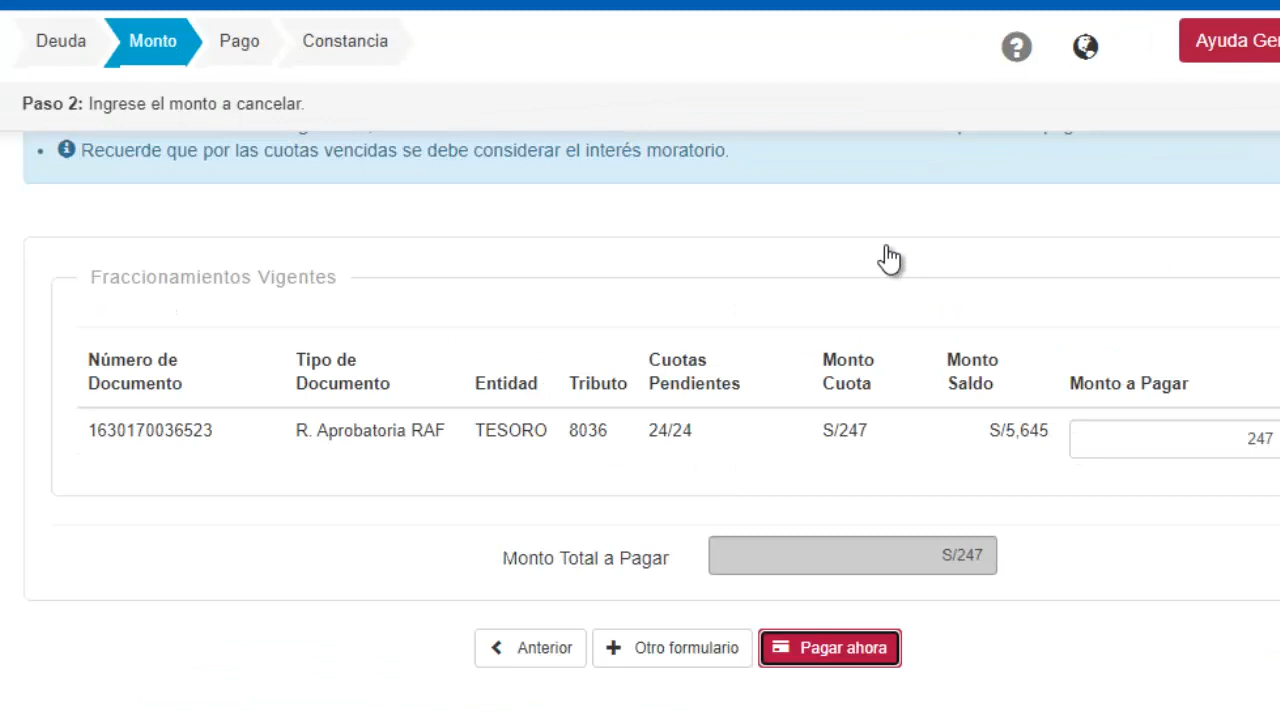 Deuda Monto Pago Constancia Ayuda Ge
Paso 2: Ingrese el monto a cancelar.
Recuerde que por las cuotas vencidas se debe considerar el interés moratorio.
Fraccionamientos Vigentes
Número de Documento Tipo de Documento Entidad Tributo Cuotas Pendientes Monto Cuota Monto Saldo Monto a Pagar
1630170036523 R. Aprobatoria RAF TESORO 8036 24/24 S/247 S/5,645 247
Monto Total a Pagar S/247
Anterior Otro formulario Pagar ahora